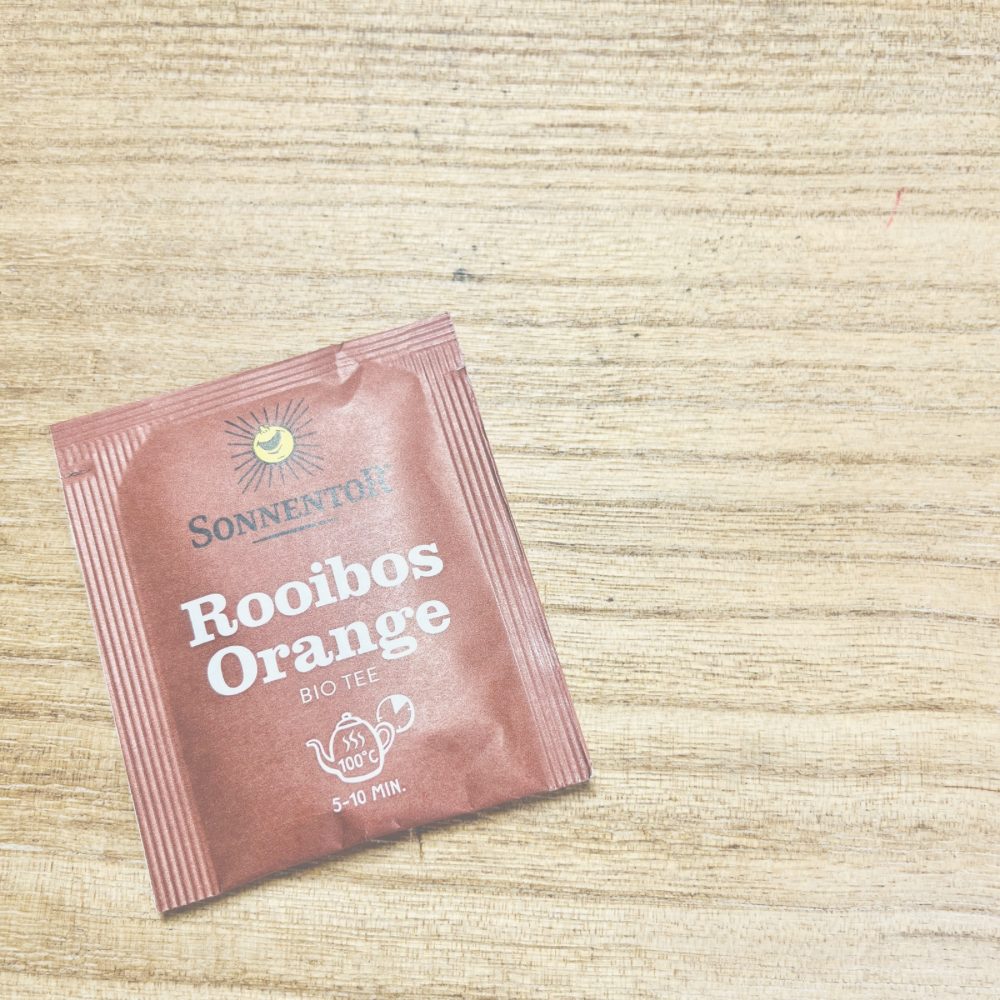 SONNENTOR
Rooibos
Orange
BIO TEE
100°C
5-10 MIN.